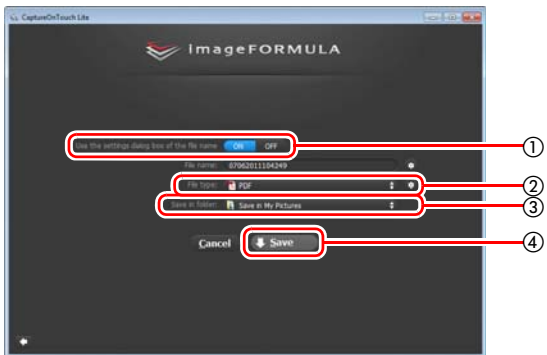 CaptureOnTouch Lite
imageFORMULA
Use the settings dialog box of the file name ON OFF ①
File name: 07062011104249
File type: PDF ②
Save in folder: Save in My Pictures ③
Cancel Save ④